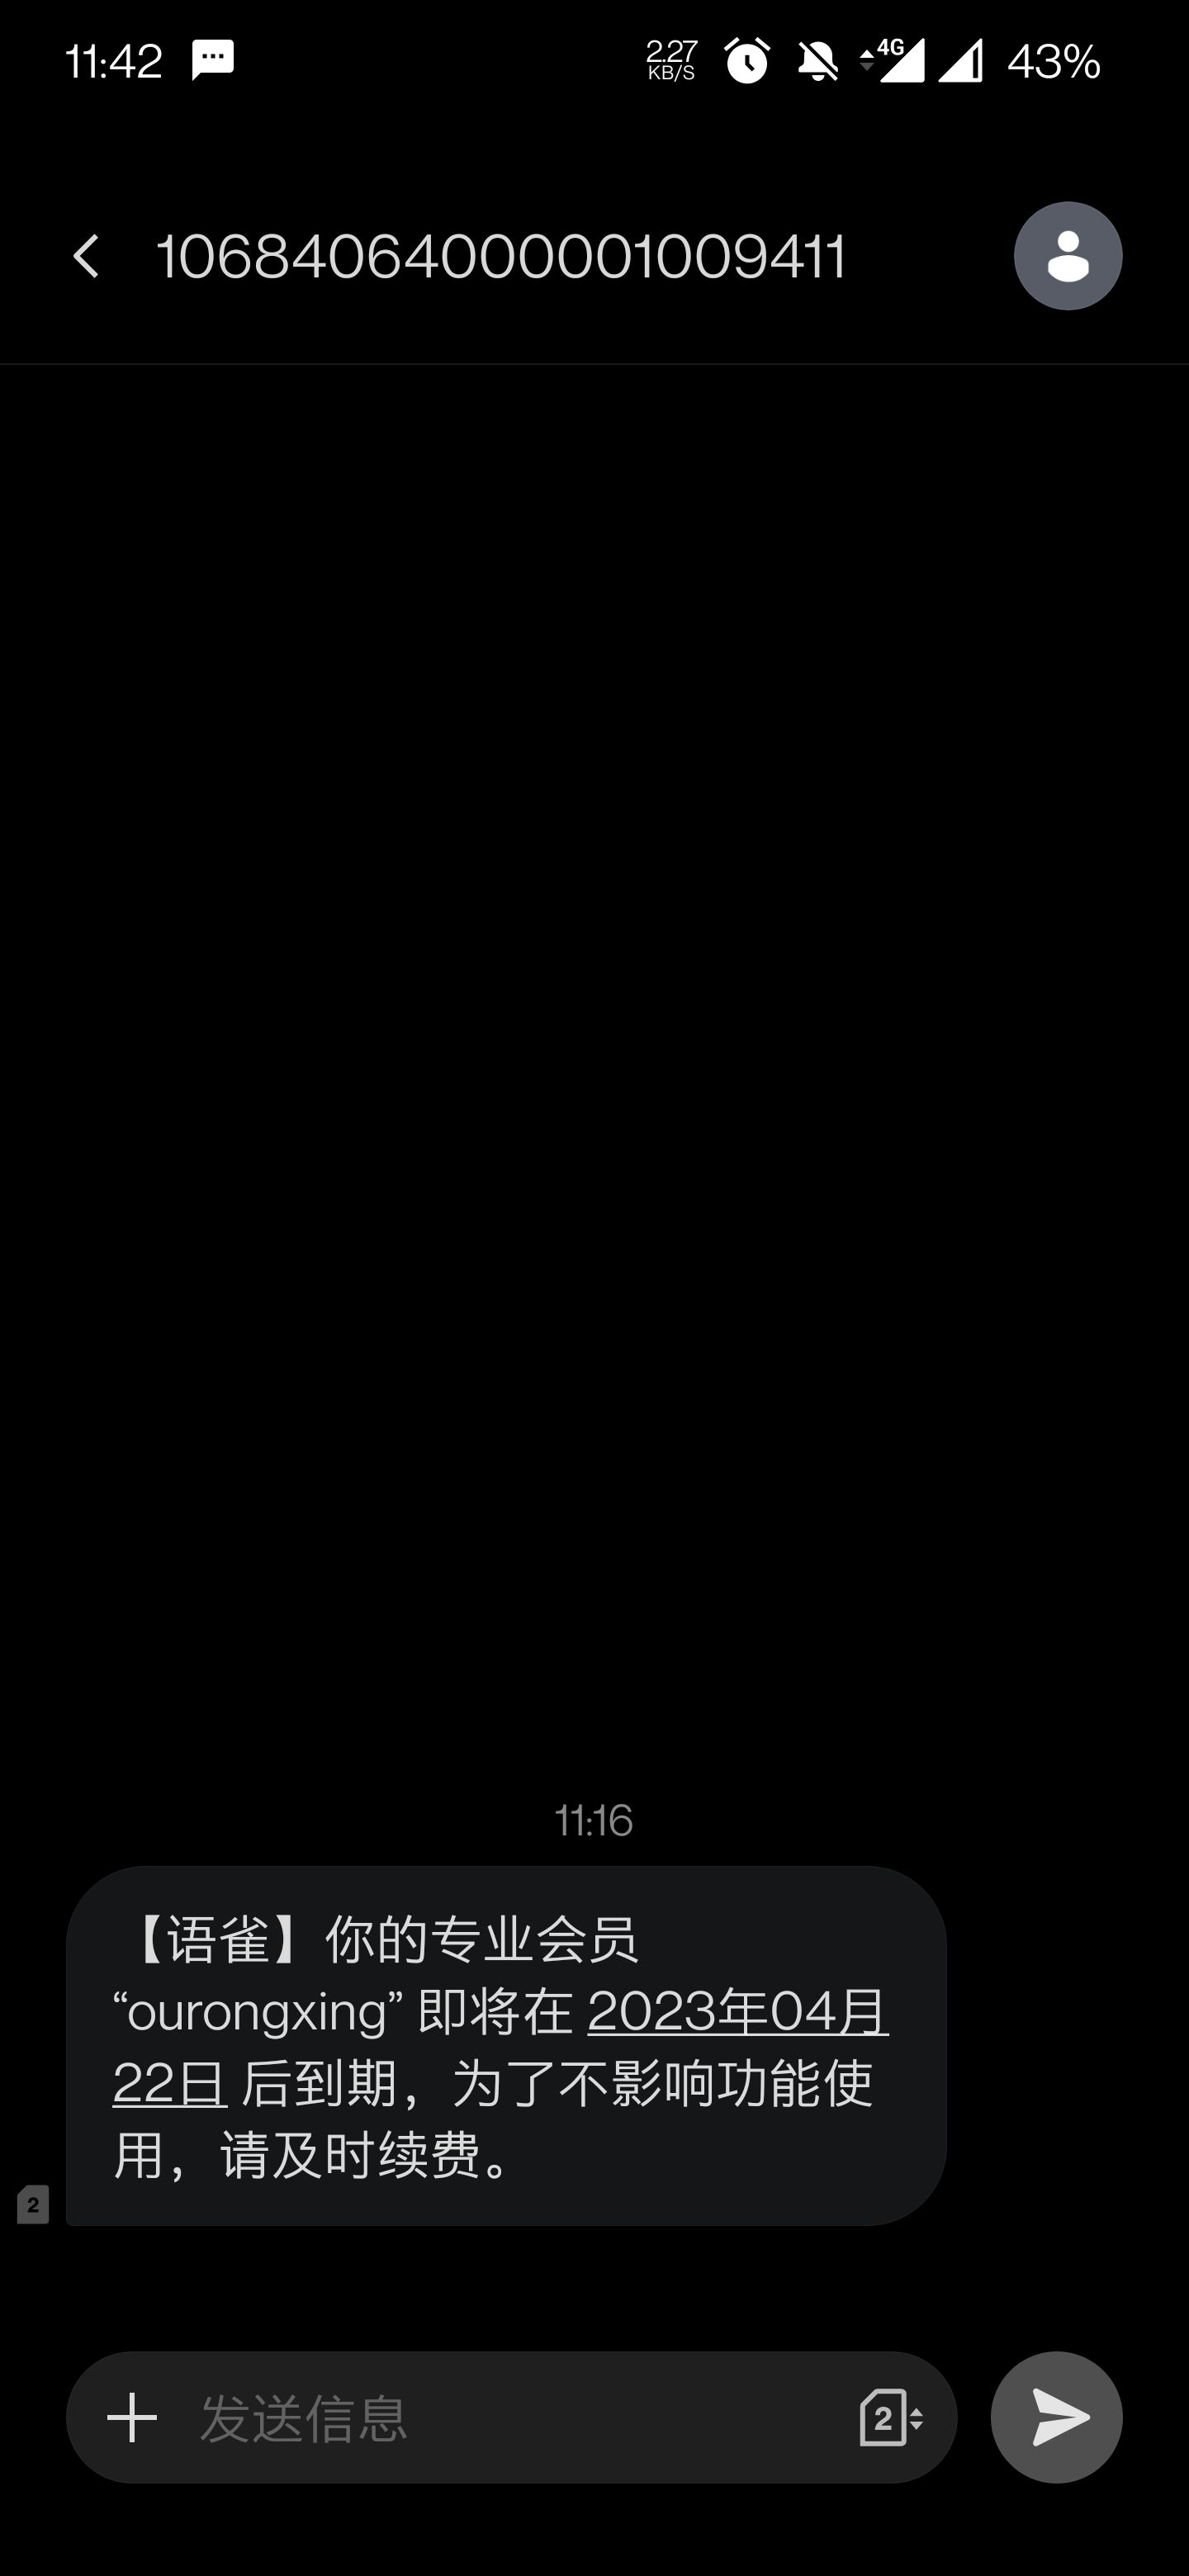 11:42
2.27
KB/S
4G
43%
106840640000001009411
11:16
【语雀】你的专业会员
“ourongxing” 即将在 2023年04月
22日 后到期，为了不影响功能使
用，请及时续费。
2
发送信息
2